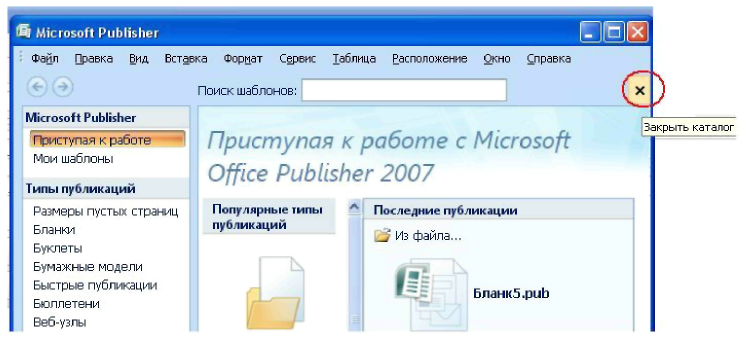 Microsoft Publisher
Файл Правка Вид Вставка Формат Сервис Таблица Расположение Окно Справка
Поиск шаблонов:
Закрыть каталог
Microsoft Publisher
Приступая к работе
Мои шаблоны
Типы публикаций
Размеры пустых страниц
Бланки
Буклеты
Бумажные модели
Быстрые публикации
Бюллетени
Веб-узлы
Приступая к работе с Microsoft
Office Publisher 2007
Популярные типы
публикаций
Последние публикации
Из файла...
Бланк5.pub